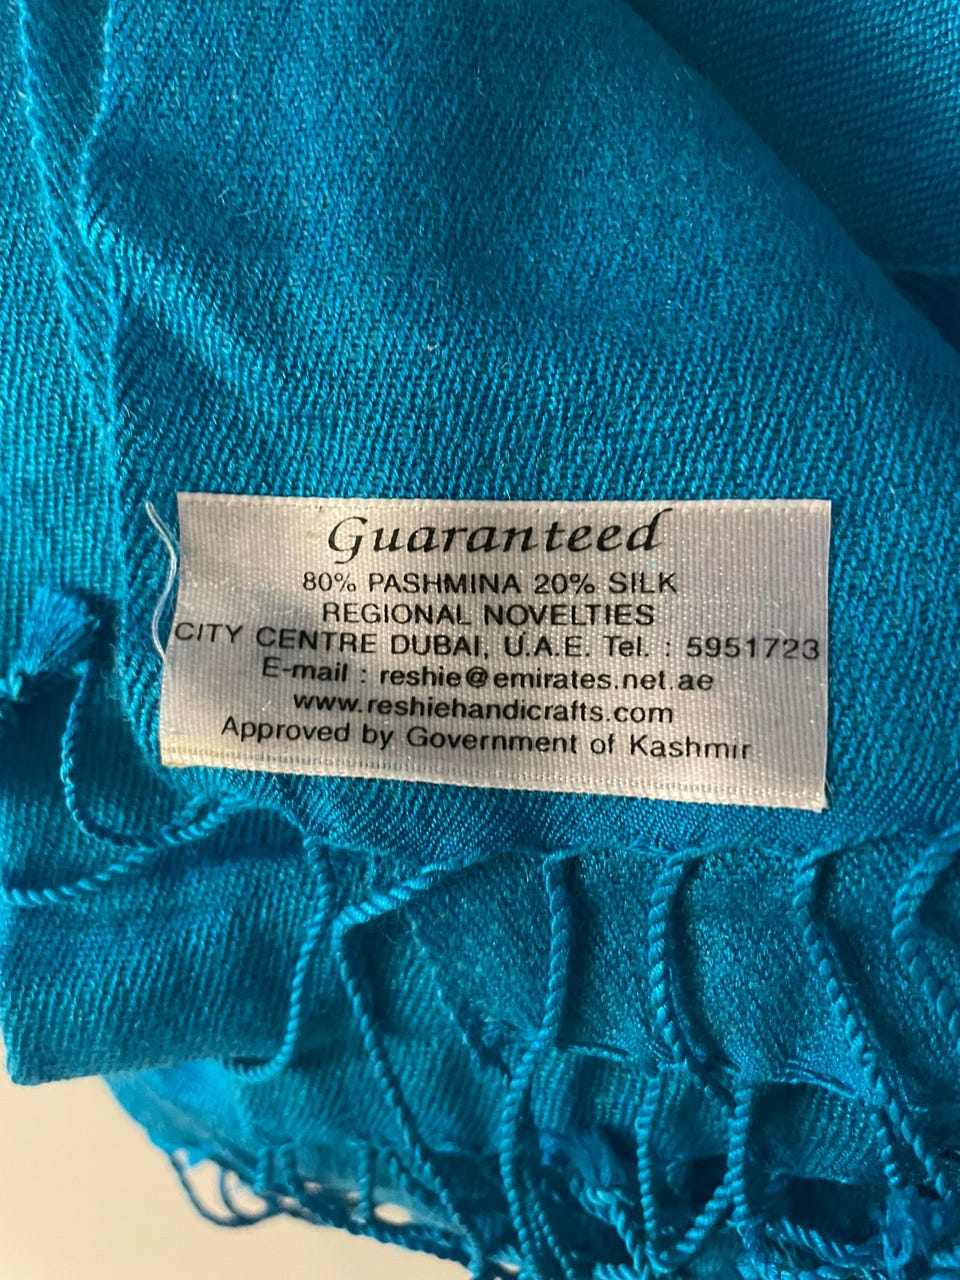 Guaranteed
80% PASHMINA 20% SILK
REGIONAL NOVELTIES
CITY CENTRE DUBAI, U.A.E. Tel. : 5951723
E-mail : reshie@emirates.net.ae
www.reshiehandicrafts.com
Approved by Government of Kashmir